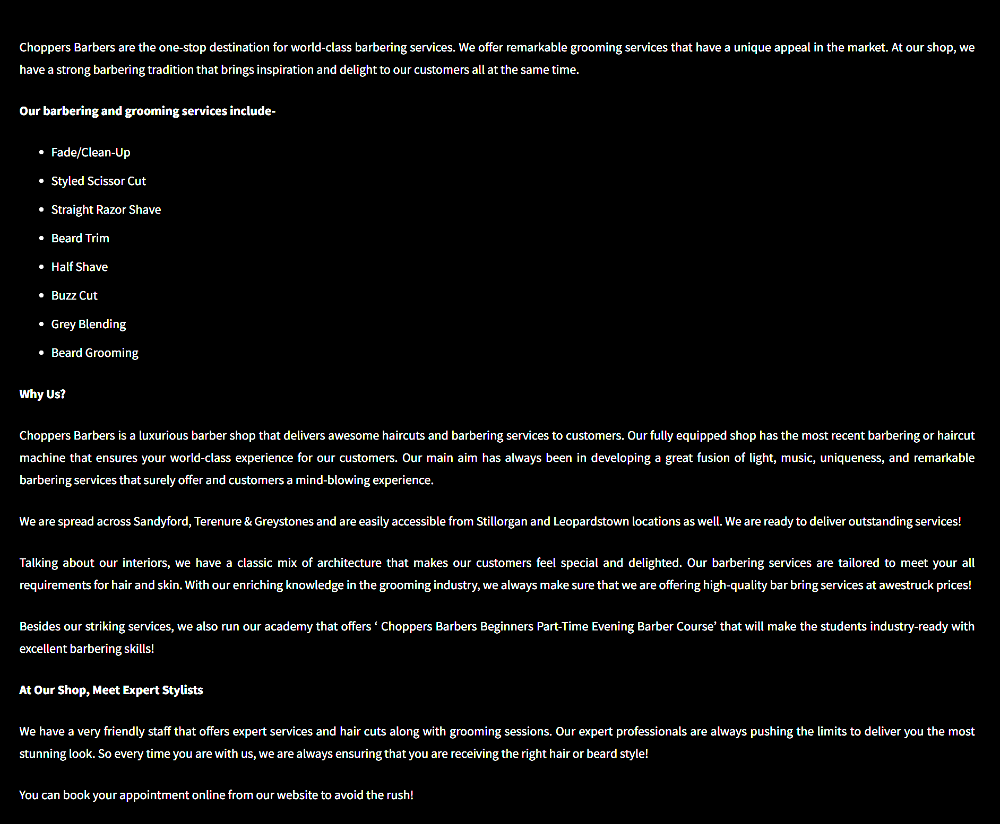 Choppers Barbers are the one-stop destination for world-class barbering services. We offer remarkable grooming services that have a unique appeal in the market. At our shop, we
have a strong barbering tradition that brings inspiration and delight to our customers all at the same time.
Our barbering and grooming services include-
• Fade/Clean-Up
• Styled Scissor Cut
• Straight Razor Shave
• Beard Trim
• Half Shave
• Buzz Cut
• Grey Blending
• Beard Grooming
Why Us?
Choppers Barbers is a luxurious barber shop that delivers awesome haircuts and barbering services to customers. Our fully equipped shop has the most recent barbering or haircut
machine that ensures your world-class experience for our customers. Our main aim has always been in developing a great fusion of light, music, uniqueness, and remarkable
barbering services that surely offer and customers a mind-blowing experience.
We are spread across Sandyford, Terenure & Greystones and are easily accessible from Stillorgan and Leopardstown locations as well. We are ready to deliver outstanding services!
Talking about our interiors, we have a classic mix of architecture that makes our customers feel special and delighted. Our barbering services are tailored to meet your all
requirements for hair and skin. With our enriching knowledge in the grooming industry, we always make sure that we are offering high-quality bar bring services at awestruck prices!
Besides our striking services, we also run our academy that offers ‘ Choppers Barbers Beginners Part-Time Evening Barber Course’ that will make the students industry-ready with
excellent barbering skills!
At Our Shop, Meet Expert Stylists
We have a very friendly staff that offers expert services and hair cuts along with grooming sessions. Our expert professionals are always pushing the limits to deliver you the most
stunning look. So every time you are with us, we are always ensuring that you are receiving the right hair or beard style!
You can book your appointment online from our website to avoid the rush!